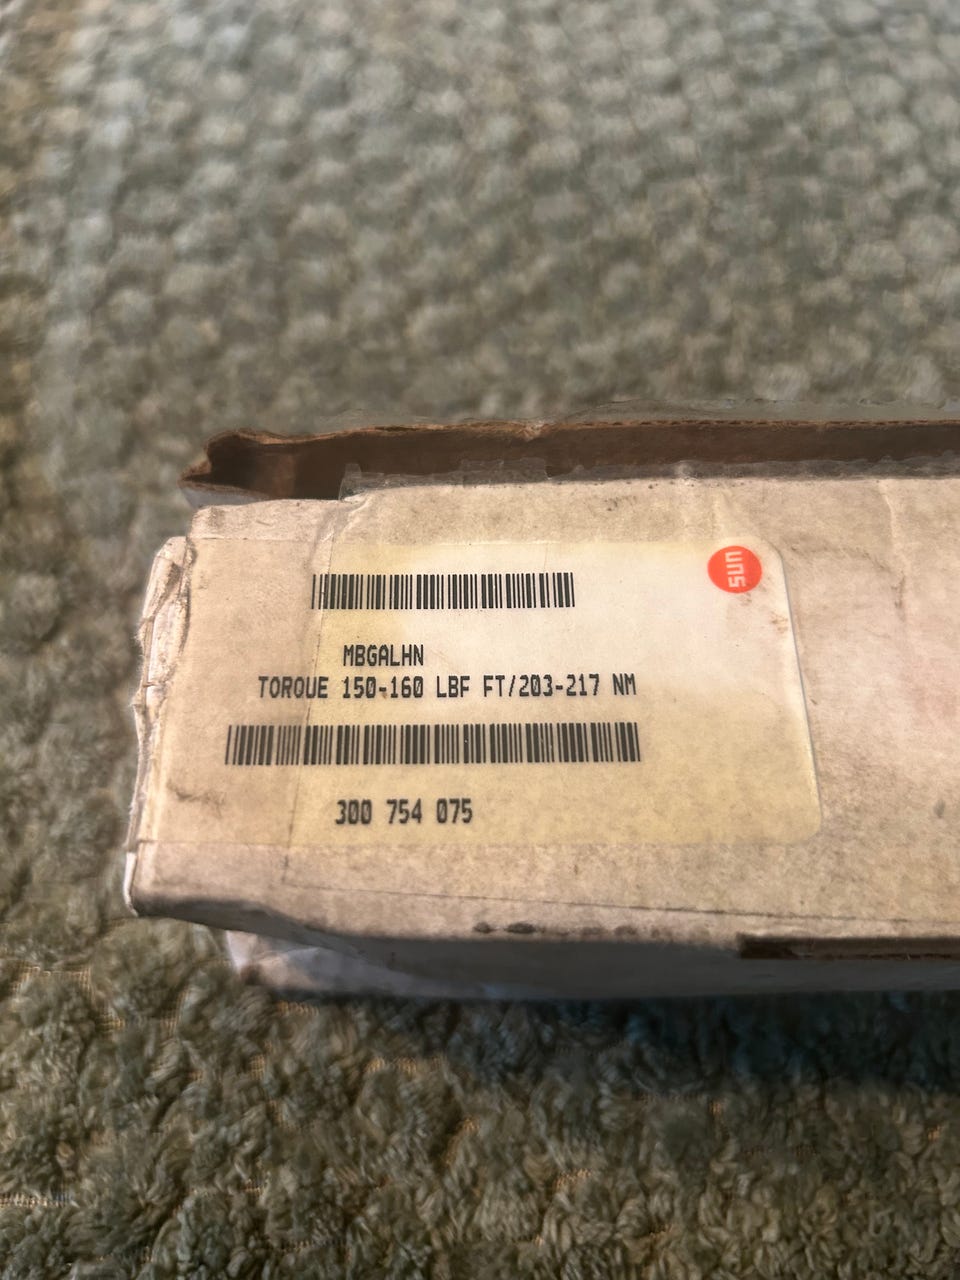 sun
MBGALHN
TORQUE 150-160 LBF FT/203-217 NM
300 754 075